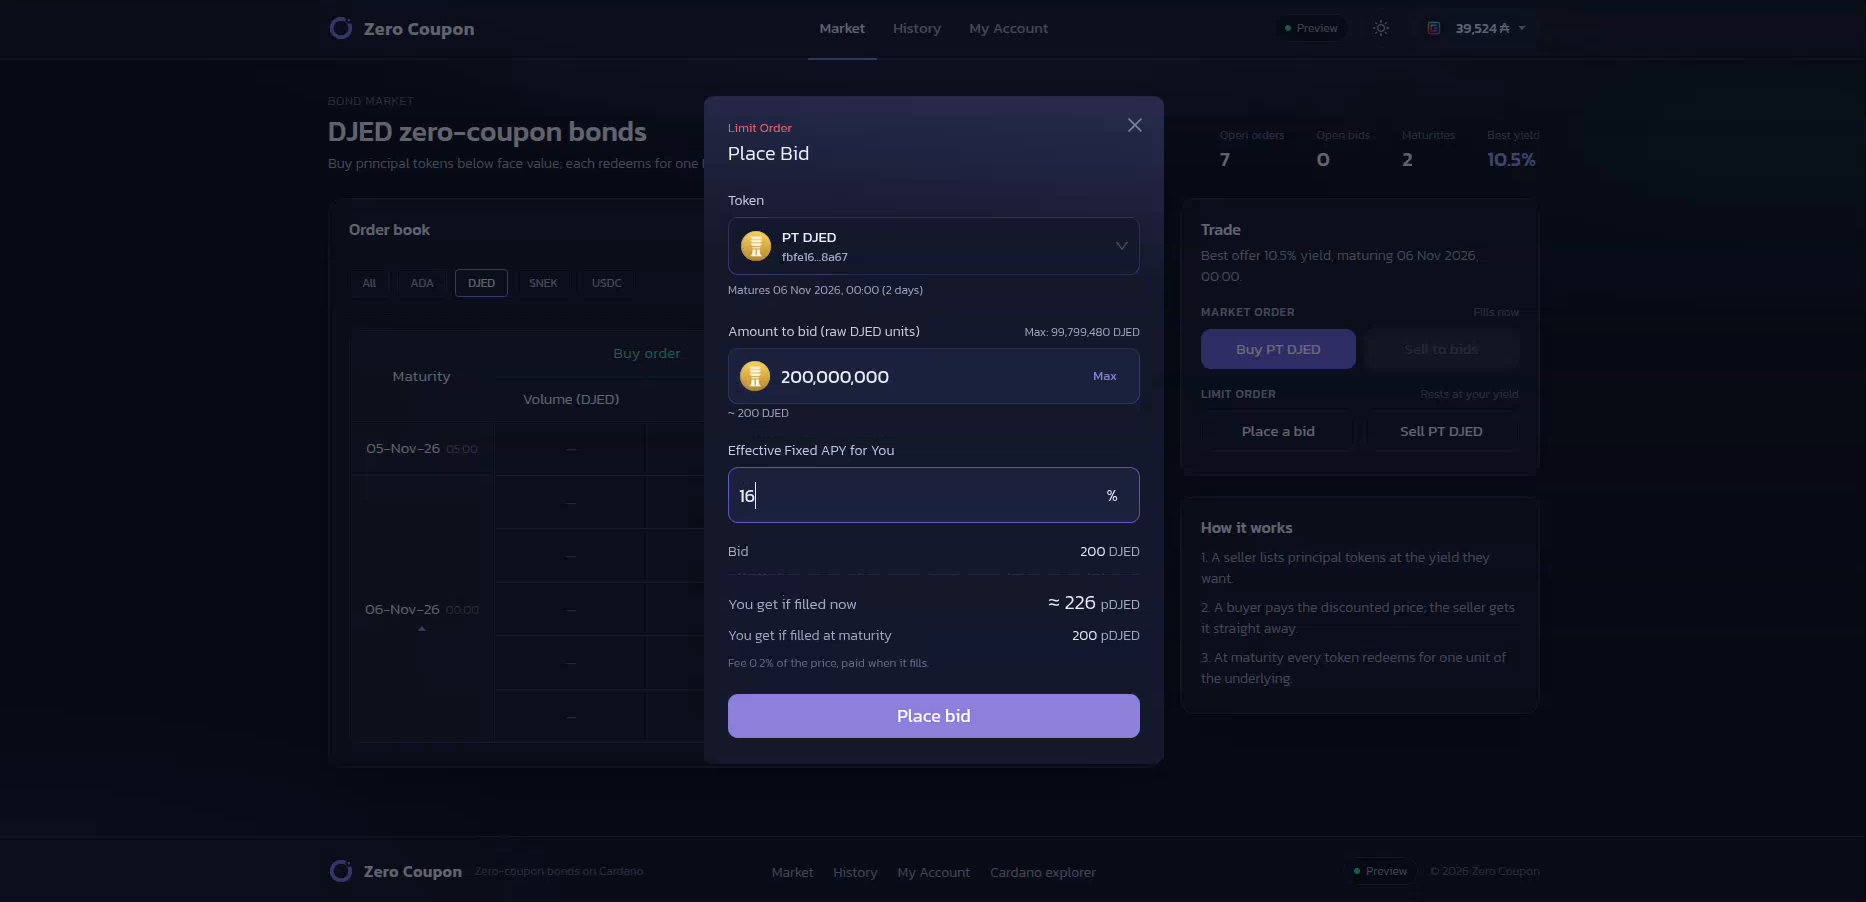 Zero Coupon
Market
History
My Account
Preview
39,524 ₳
BOND MARKET
DJED zero-coupon bonds
Buy principal tokens below face value; each redeems for one
Open orders
7
Open bids
0
Maturities
2
Best yield
10.5%
Order book
All
ADA
DJED
SNEK
USDC
Maturity
Buy order
Volume (DJED)
05-Nov-26 05:00
—
06-Nov-26 00:00
—
—
—
—
—
Limit Order
Place Bid
Token
PT DJED
fbfe16...8a67
Matures 06 Nov 2026, 00:00 (2 days)
Amount to bid (raw DJED units)
Max: 99,799,480 DJED
200,000,000
Max
~ 200 DJED
Effective Fixed APY for You
16
%
Bid
200 DJED
You get if filled now
≈ 226 pDJED
You get if filled at maturity
200 pDJED
Fee 0.2% of the price, paid when it fills.
Place bid
Trade
Best offer 10.5% yield, maturing 06 Nov 2026,
00:00.
MARKET ORDER
Fills now
Buy PT DJED
Sell to bids
LIMIT ORDER
Rests at your yield
Place a bid
Sell PT DJED
How it works
1. A seller lists principal tokens at the yield they
want.
2. A buyer pays the discounted price; the seller gets
it straight away.
3. At maturity every token redeems for one unit of
the underlying.
Zero Coupon
Zero-coupon bonds on Cardano
Market
History
My Account
Cardano explorer
Preview
© 2026 Zero Coupon